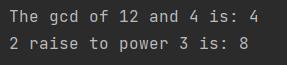 The gcd of 12 and 4 is: 4
2 raise to power 3 is: 8